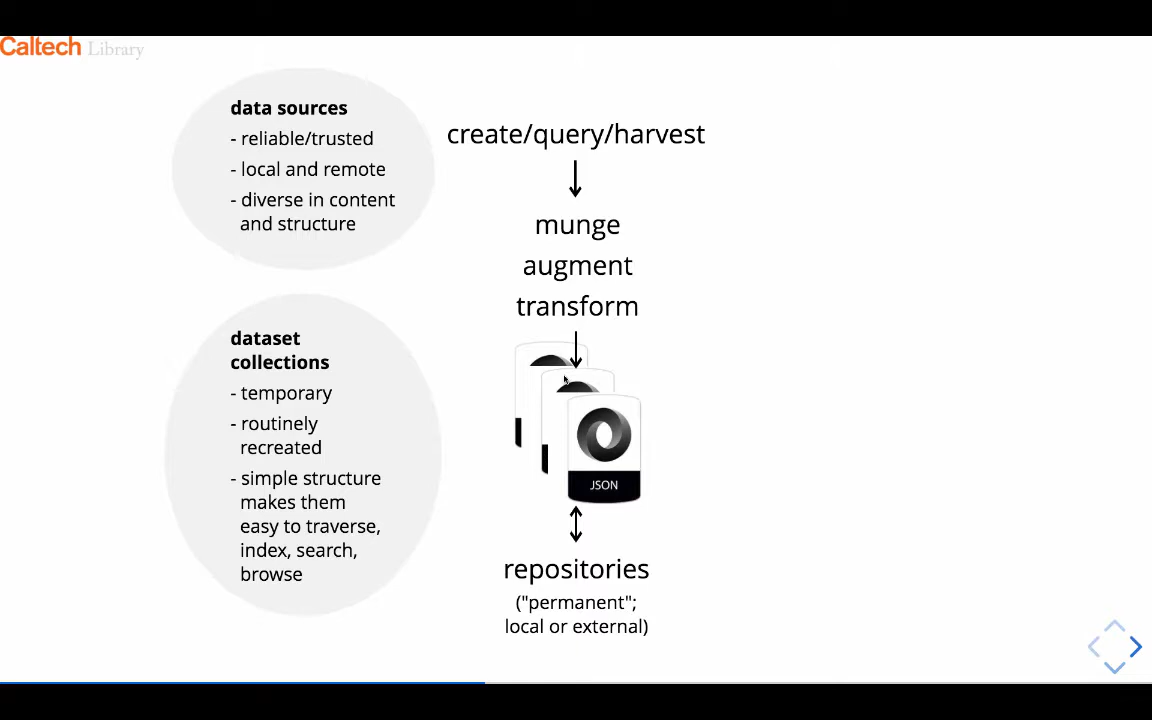 Caltech Library
data sources
- reliable/trusted
- local and remote
- diverse in content
and structure
create/query/harvest
munge
augment
transform
dataset
collections
- temporary
- routinely
recreated
- simple structure
makes them
easy to traverse,
index, search,
browse
JSON
repositories
("permanent";
local or external)